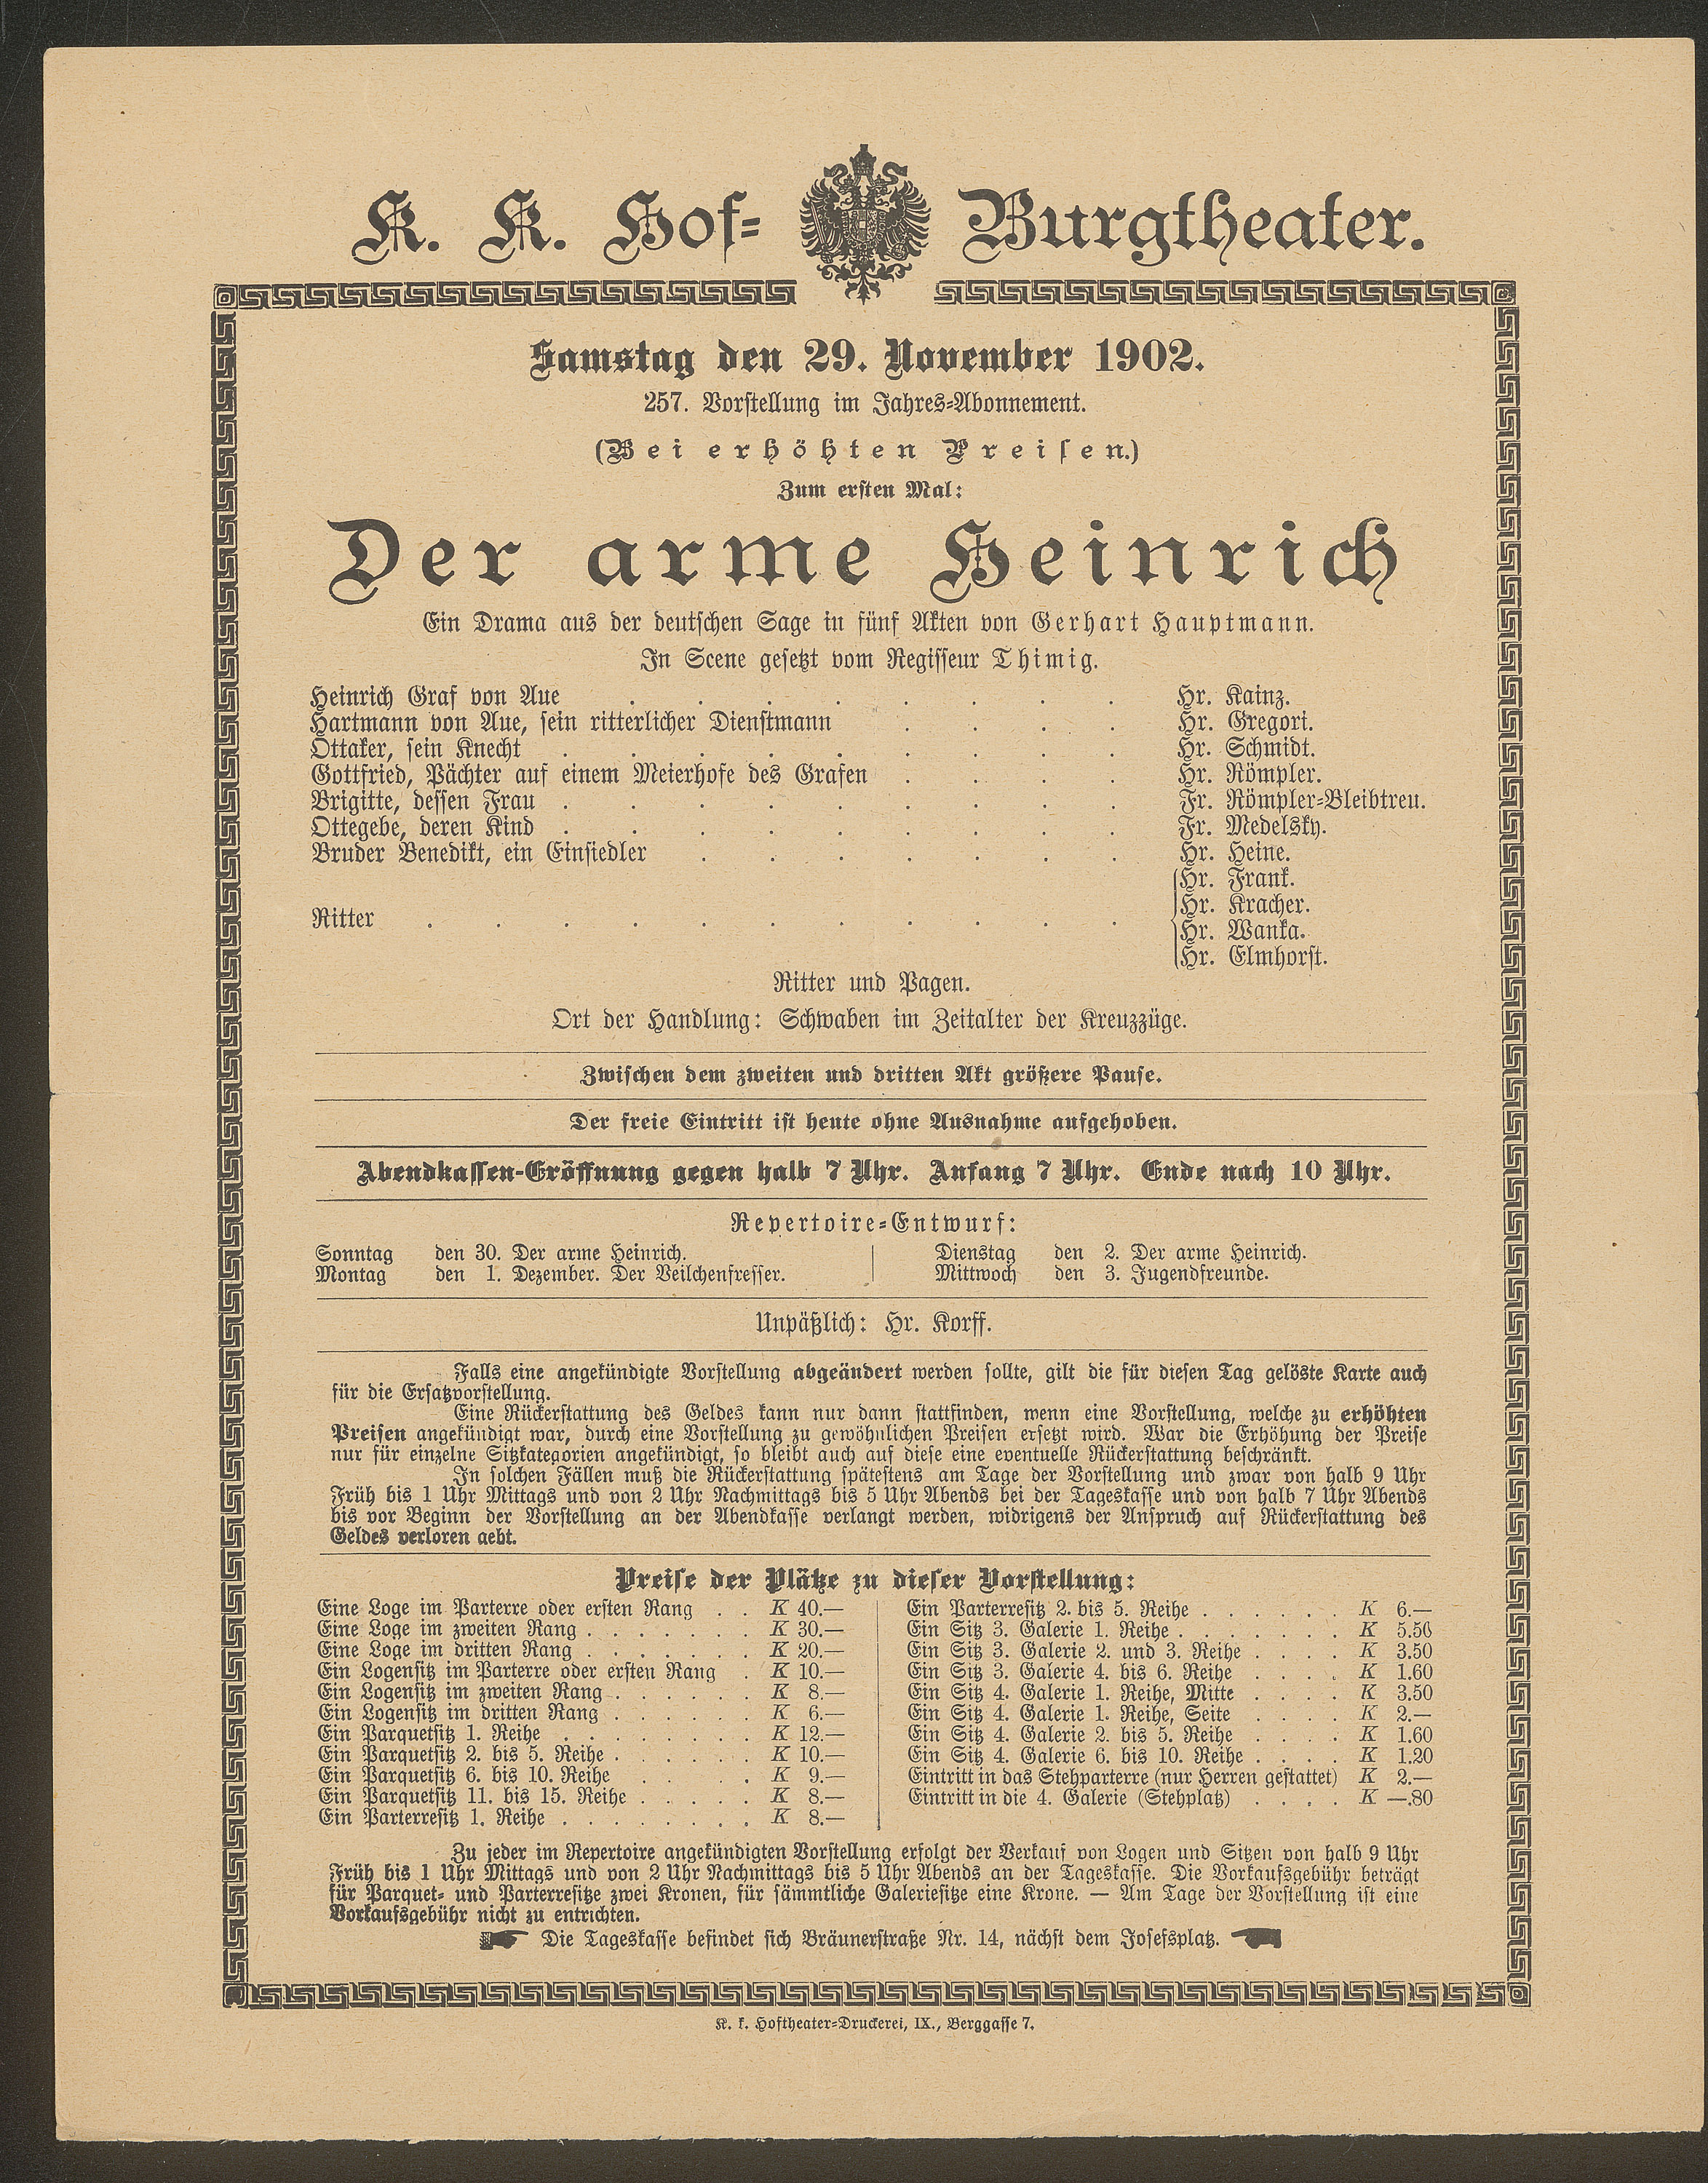 K. K. Hof- Burgtheater.
Samstag den 29. November 1902.
257. Vorstellung im Jahres-Abonnement.
(Bei erhöhten Preisen.)
Zum ersten Mal:
Der arme Heinrich
Ein Drama aus der deutschen Sage in fünf Akten von Gerhart Hauptmann.
In Scene gesetzt vom Regisseur Thimig.
Heinrich Graf von Aue . . . . . . . . Hr. Kainz.
Hartmann von Aue, sein ritterlicher Dienstmann . . . . Hr. Gregori.
Ottaker, sein Knecht . . . . . . . . . Hr. Schmidt.
Gottfried, Pächter auf einem Meierhofe des Grafen . . . . Hr. Römpler.
Brigitte, dessen Frau . . . . . . . . . Fr. Römpler-Bleibtreu.
Ottegebe, deren Kind . . . . . . . . . Fr. Medelsky.
Bruder Benedikt, ein Einsiedler . . . . . . . Hr. Heine.
Hr. Frank.
Hr. Kracher.
Ritter . . . . . . . . . . .
Hr. Wanka.
Hr. Elmhorst.
Ritter und Pagen.
Ort der Handlung: Schwaben im Zeitalter der Kreuzzüge.
Zwischen dem zweiten und dritten Akt größere Pause.
Der freie Eintritt ist heute ohne Ausnahme aufgehoben.
Abendkassen-Eröffnung gegen halb 7 Uhr. Anfang 7 Uhr. Ende nach 10 Uhr.
Repertoire-Entwurf:
Sonntag den 30. Der arme Heinrich.
Montag den 1. Dezember. Der Veilchenfresser.
Dienstag den 2. Der arme Heinrich.
Mittwoch den 3. Jugendfreunde.
Unpäßlich: Hr. Korff.
Falls eine angekündigte Vorstellung abgeändert werden sollte, gilt die für diesen Tag gelöste Karte auch
für die Ersatzvorstellung.
Eine Rückerstattung des Geldes kann nur dann stattfinden, wenn eine Vorstellung, welche zu erhöhten
Preisen angekündigt war, durch eine Vorstellung zu gewöhnlichen Preisen ersetzt wird. War die Erhöhung der Preise
nur für einzelne Sitzkategorien angekündigt, so bleibt auch auf diese eine eventuelle Rückerstattung beschränkt.
In solchen Fällen muß die Rückerstattung spätestens am Tage der Vorstellung und zwar von halb 9 Uhr
Früh bis 1 Uhr Mittags und von 2 Uhr Nachmittags bis 5 Uhr Abends bei der Tageskasse und von halb 7 Uhr Abends
bis vor Beginn der Vorstellung an der Abendkasse verlangt werden, widrigens der Anspruch auf Rückerstattung des
Geldes verloren geht.
Preise der Plätze zu dieser Vorstellung:
Eine Loge im Parterre oder ersten Rang . . K 40.—
Eine Loge im zweiten Rang . . . . . . . K 30.—
Eine Loge im dritten Rang . . . . . . . K 20.—
Ein Logensitz im Parterre oder ersten Rang . K 10.—
Ein Logensitz im zweiten Rang . . . . . . K 8.—
Ein Logensitz im dritten Rang . . . . . . K 6.—
Ein Parquetsitz 1. Reihe . . . . . . . . K 12.—
Ein Parquetsitz 2. bis 5. Reihe . . . . . . K 10.—
Ein Parquetsitz 6. bis 10. Reihe . . . . . K 9.—
Ein Parquetsitz 11. bis 15. Reihe . . . . . K 8.—
Ein Parterresitz 1. Reihe . . . . . . . . K 8.—
Ein Parterresitz 2. bis 5. Reihe . . . . . . K 6.—
Ein Sitz 3. Galerie 1. Reihe . . . . . . . K 5.50
Ein Sitz 3. Galerie 2. und 3. Reihe . . . . K 3.50
Ein Sitz 3. Galerie 4. bis 6. Reihe . . . . K 1.60
Ein Sitz 4. Galerie 1. Reihe, Mitte . . . . K 3.50
Ein Sitz 4. Galerie 1. Reihe, Seite . . . . K 2.—
Ein Sitz 4. Galerie 2. bis 5. Reihe . . . . K 1.60
Ein Sitz 4. Galerie 6. bis 10. Reihe . . . . K 1.20
Eintritt in das Stehparterre (nur Herren gestattet) K 2.—
Eintritt in die 4. Galerie (Stehplatz) . . . . K —.80
Zu jeder im Repertoire angekündigten Vorstellung erfolgt der Verkauf von Logen und Sitzen von halb 9 Uhr
Früh bis 1 Uhr Mittags und von 2 Uhr Nachmittags bis 5 Uhr Abends an der Tageskasse. Die Vorkaufsgebühr beträgt
für Parquet- und Parterresitze zwei Kronen, für sämmtliche Galeriesitze eine Krone. — Am Tage der Vorstellung ist eine
Vorkaufsgebühr nicht zu entrichten.
Die Tageskasse befindet sich Bräunerstraße Nr. 14, nächst dem Josefsplatz.
K. k. Hoftheater-Druckerei, IX., Berggasse 7.